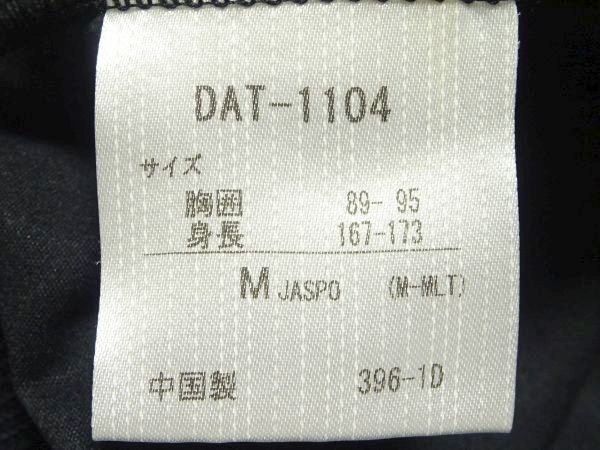 DAT-1104
サイズ
胸囲 89- 95
身長 167-173
M JASPO (M-MLT)
中国製 396-1D